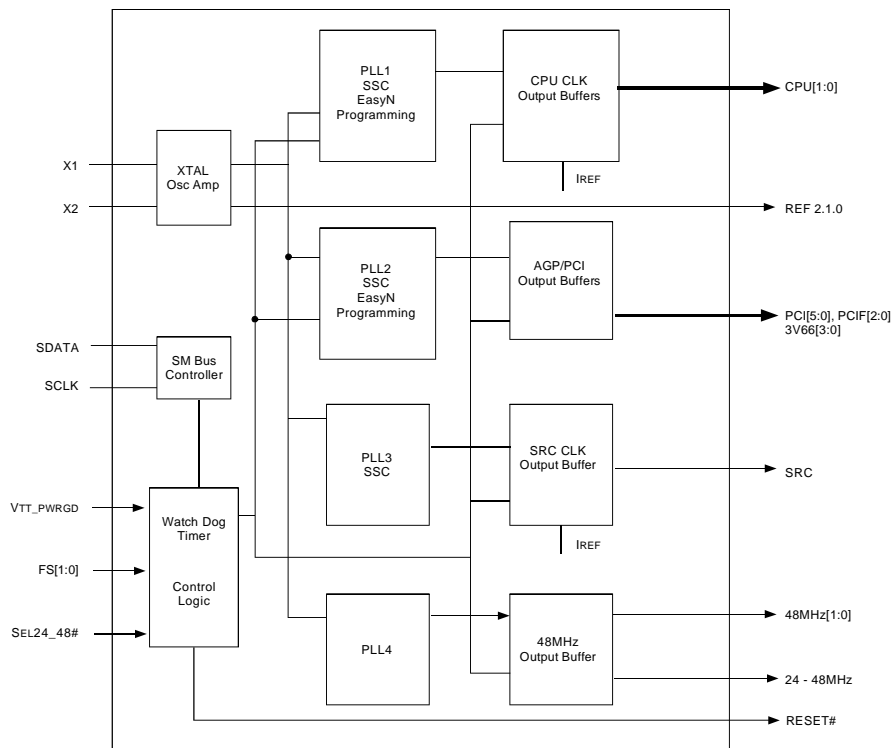 PLL1
SSC
EasyN
Programming
CPU CLK
Output Buffers
CPU[1:0]
X1
XTAL
Osc Amp
IREF
X2
REF 2.1.0
PLL2
SSC
EasyN
Programming
AGP/PCI
Output Buffers
PCI[5:0], PCIF[2:0]
3V66[3:0]
SDATA
SM Bus
Controller
SCLK
PLL3
SSC
SRC CLK
Output Buffer
SRC
VTT_PWRGD
Watch Dog
Timer
IREF
FS[1:0]
Control
Logic
48MHz[1:0]
SEL24_48#
PLL4
48MHz
Output Buffer
24 - 48MHz
RESET#